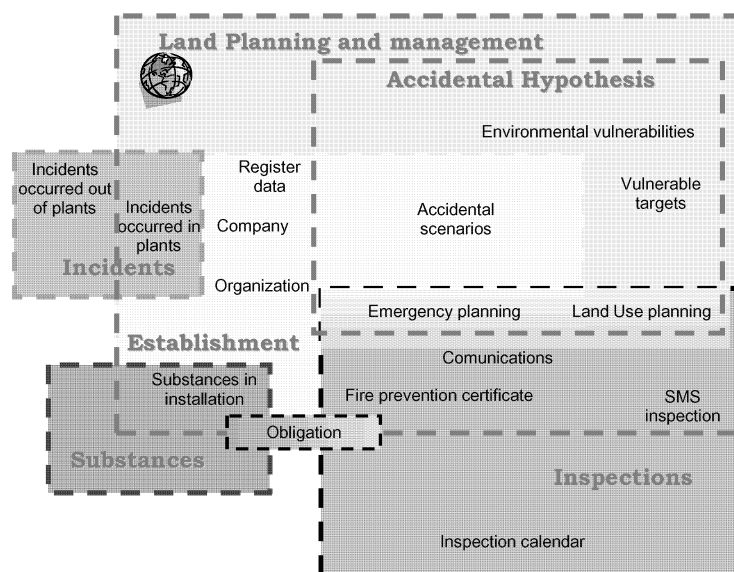 Land Planning and management
Accidental Hypothesis
Environmental vulnerabilities
Incidents
occurred out
of plants
Incidents
occurred in
plants
Incidents
Register
data
Company
Organization
Accidental
scenarios
Vulnerable
targets
Emergency planning
Land Use planning
Establishment
Comunications
Substances in
installation
Fire prevention certificate
SMS
inspection
Obligation
Substances
Inspections
Inspection calendar